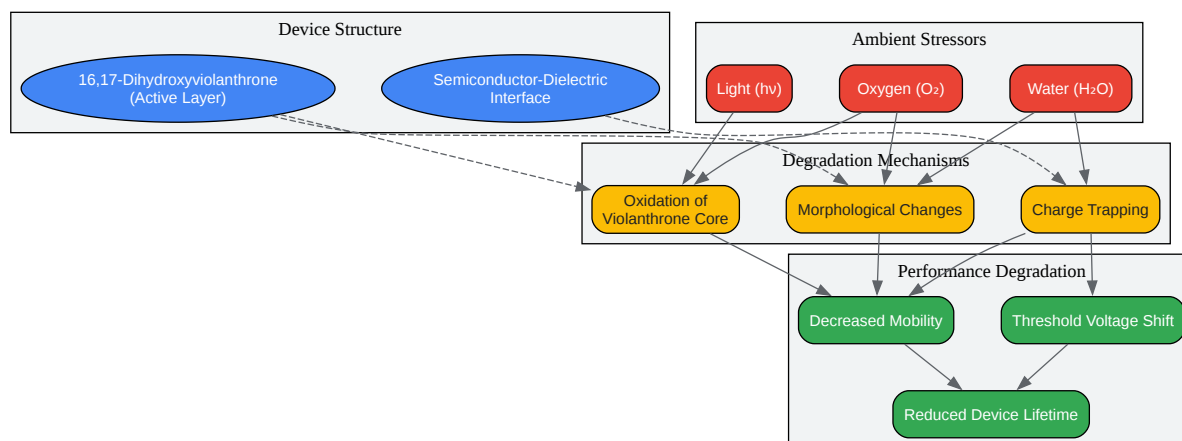 Device Structure
16,17-Dihydroxyviolanthrone
(Active Layer)
Semiconductor-Dielectric
Interface
Ambient Stressors
Light (hν)
Oxygen (O₂)
Water (H₂O)
Degradation Mechanisms
Oxidation of
Violanthrone Core
Morphological Changes
Charge Trapping
Performance Degradation
Decreased Mobility
Threshold Voltage Shift
Reduced Device Lifetime